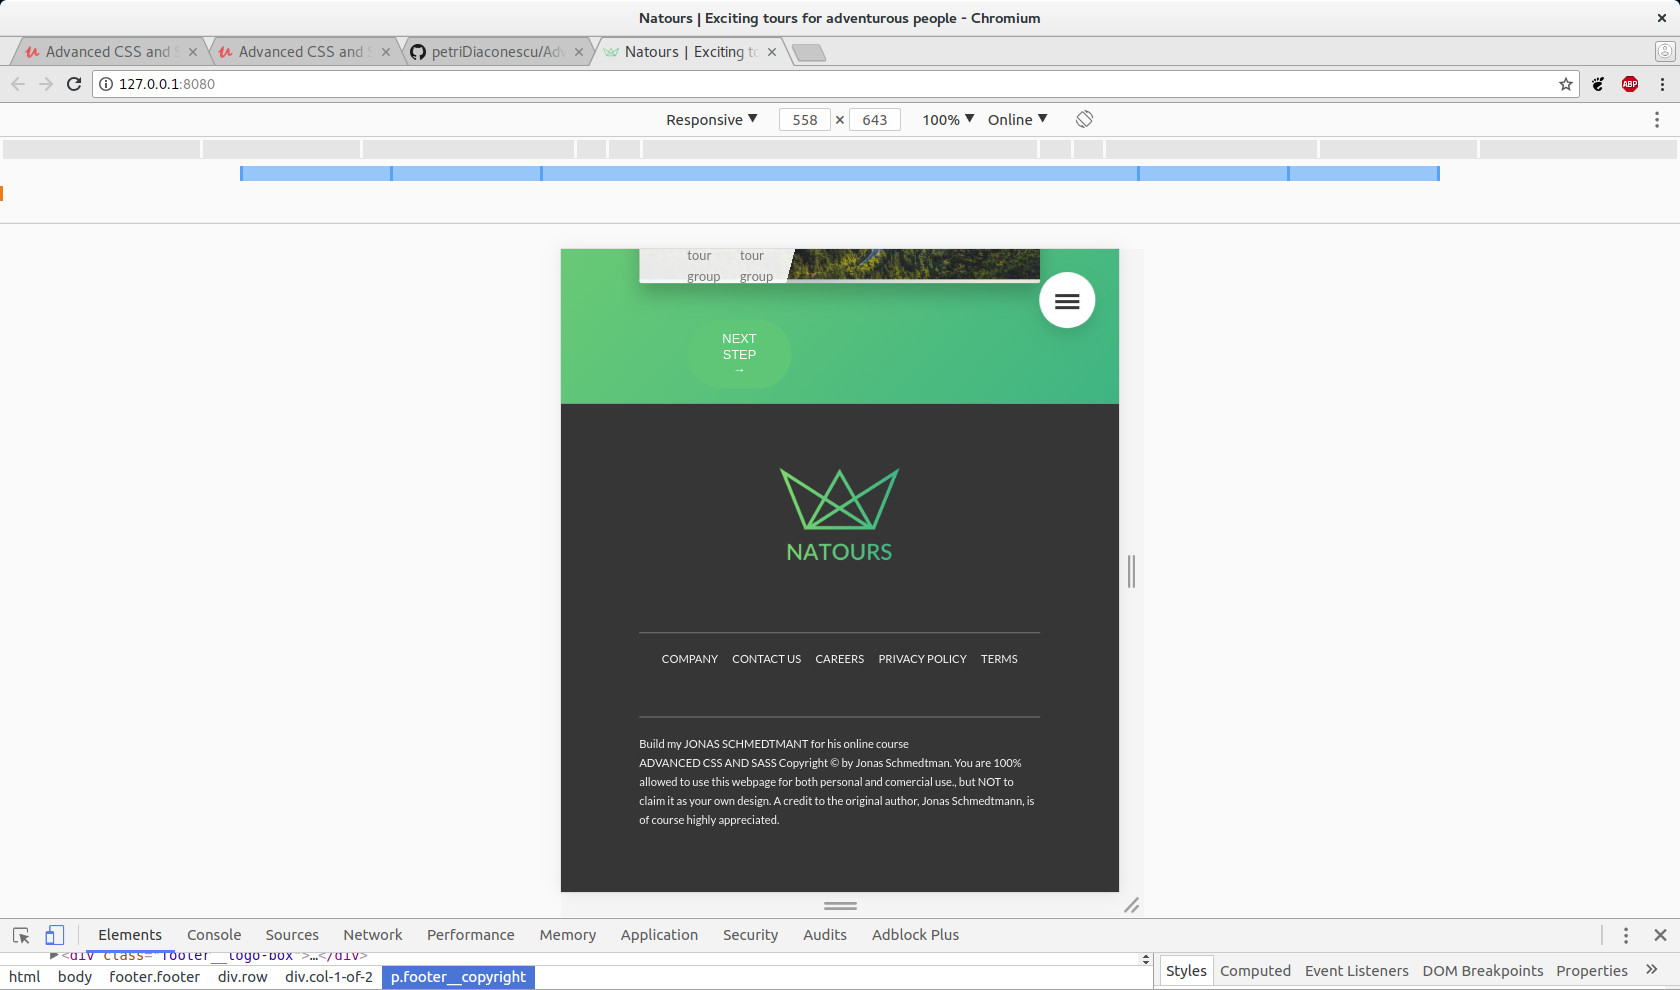 Natours | Exciting tours for adventurous people - Chromium
Advanced CSS and S
Advanced CSS and S
petriDiaconescu/Adv
Natours | Exciting to
127.0.0.1:8080
ABP
Responsive ▼ 558 × 643 100% ▼ Online ▼
tour tour
group group
NEXT
STEP
→
NATOURS
COMPANY CONTACT US CAREERS PRIVACY POLICY TERMS
Build my JONAS SCHMEDTMANT for his online course
ADVANCED CSS AND SASS Copyright © by Jonas Schmedtman. You are 100%
allowed to use this webpage for both personal and comercial use., but NOT to
claim it as your own design. A credit to the original author, Jonas Schmedtmann, is
of course highly appreciated.
Elements Console Sources Network Performance Memory Application Security Audits Adblock Plus
▶<div class="footer__logo-box">…</div>
html body footer.footer div.row div.col-1-of-2 p.footer__copyright
Styles Computed Event Listeners DOM Breakpoints Properties »